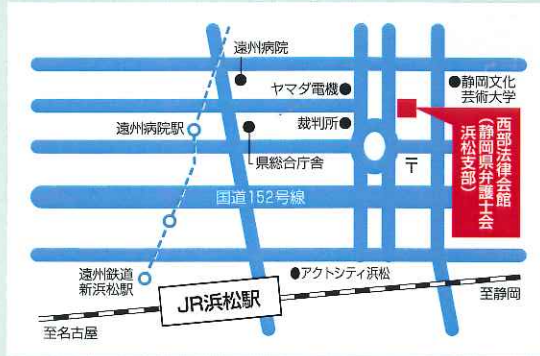 遠州病院
ヤマダ電機
静岡文化
芸術大学
遠州病院駅
裁判所
県総合庁舎
〒
西部法律会館
(静岡県弁護士会
浜松支部)
国道152号線
遠州鉄道
新浜松駅
アクトシティ浜松
JR浜松駅
至静岡
至名古屋